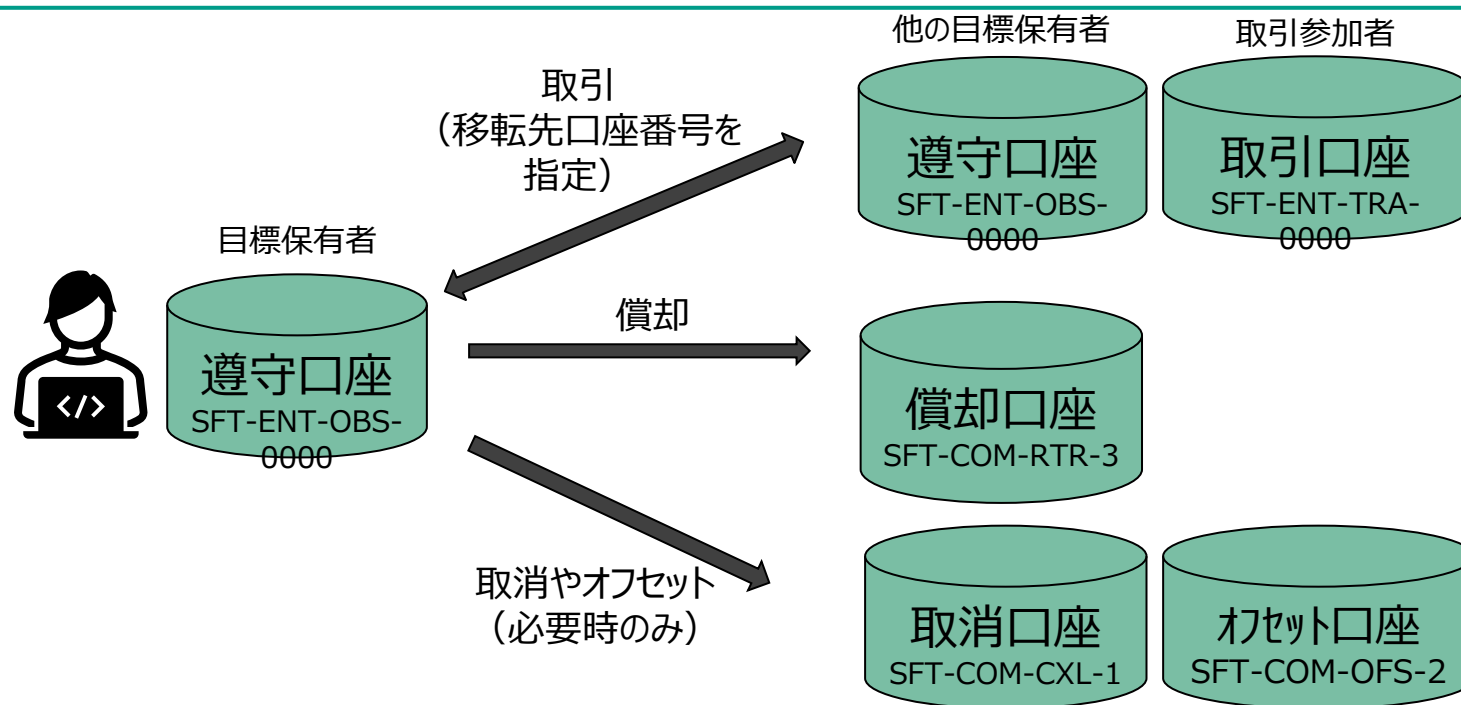 他の目標保有者
取引参加者
取引
（移転先口座番号を
指定）
遵守口座
SFT-ENT-OBS-
0000
取引口座
SFT-ENT-TRA-
0000
目標保有者
遵守口座
SFT-ENT-OBS-
0000
</>
償却
償却口座
SFT-COM-RTR-3
取消やオフセット
（必要時のみ）
取消口座
SFT-COM-CXL-1
ｵﾌｾｯﾄ口座
SFT-COM-OFS-2